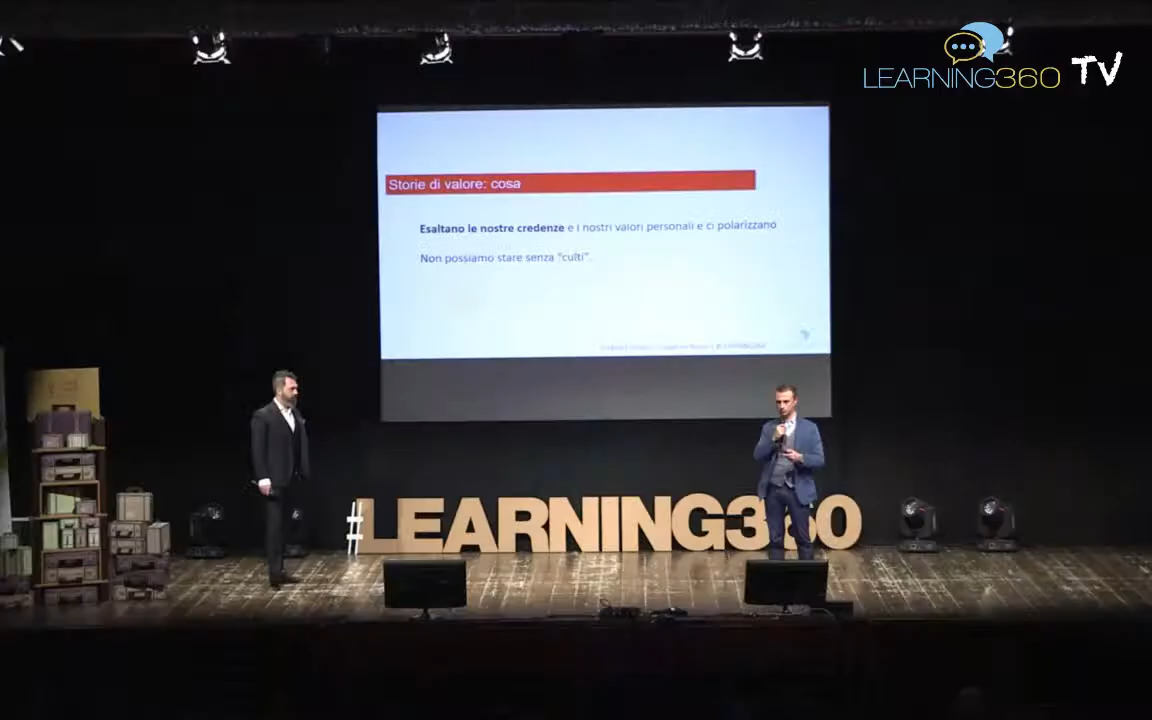 LEARNING360 TV
Storie di valore: cosa
Esaltano le nostre credenze e i nostri valori personali e ci polarizzano
Non possiamo stare senza "culti".
#LEARNING360